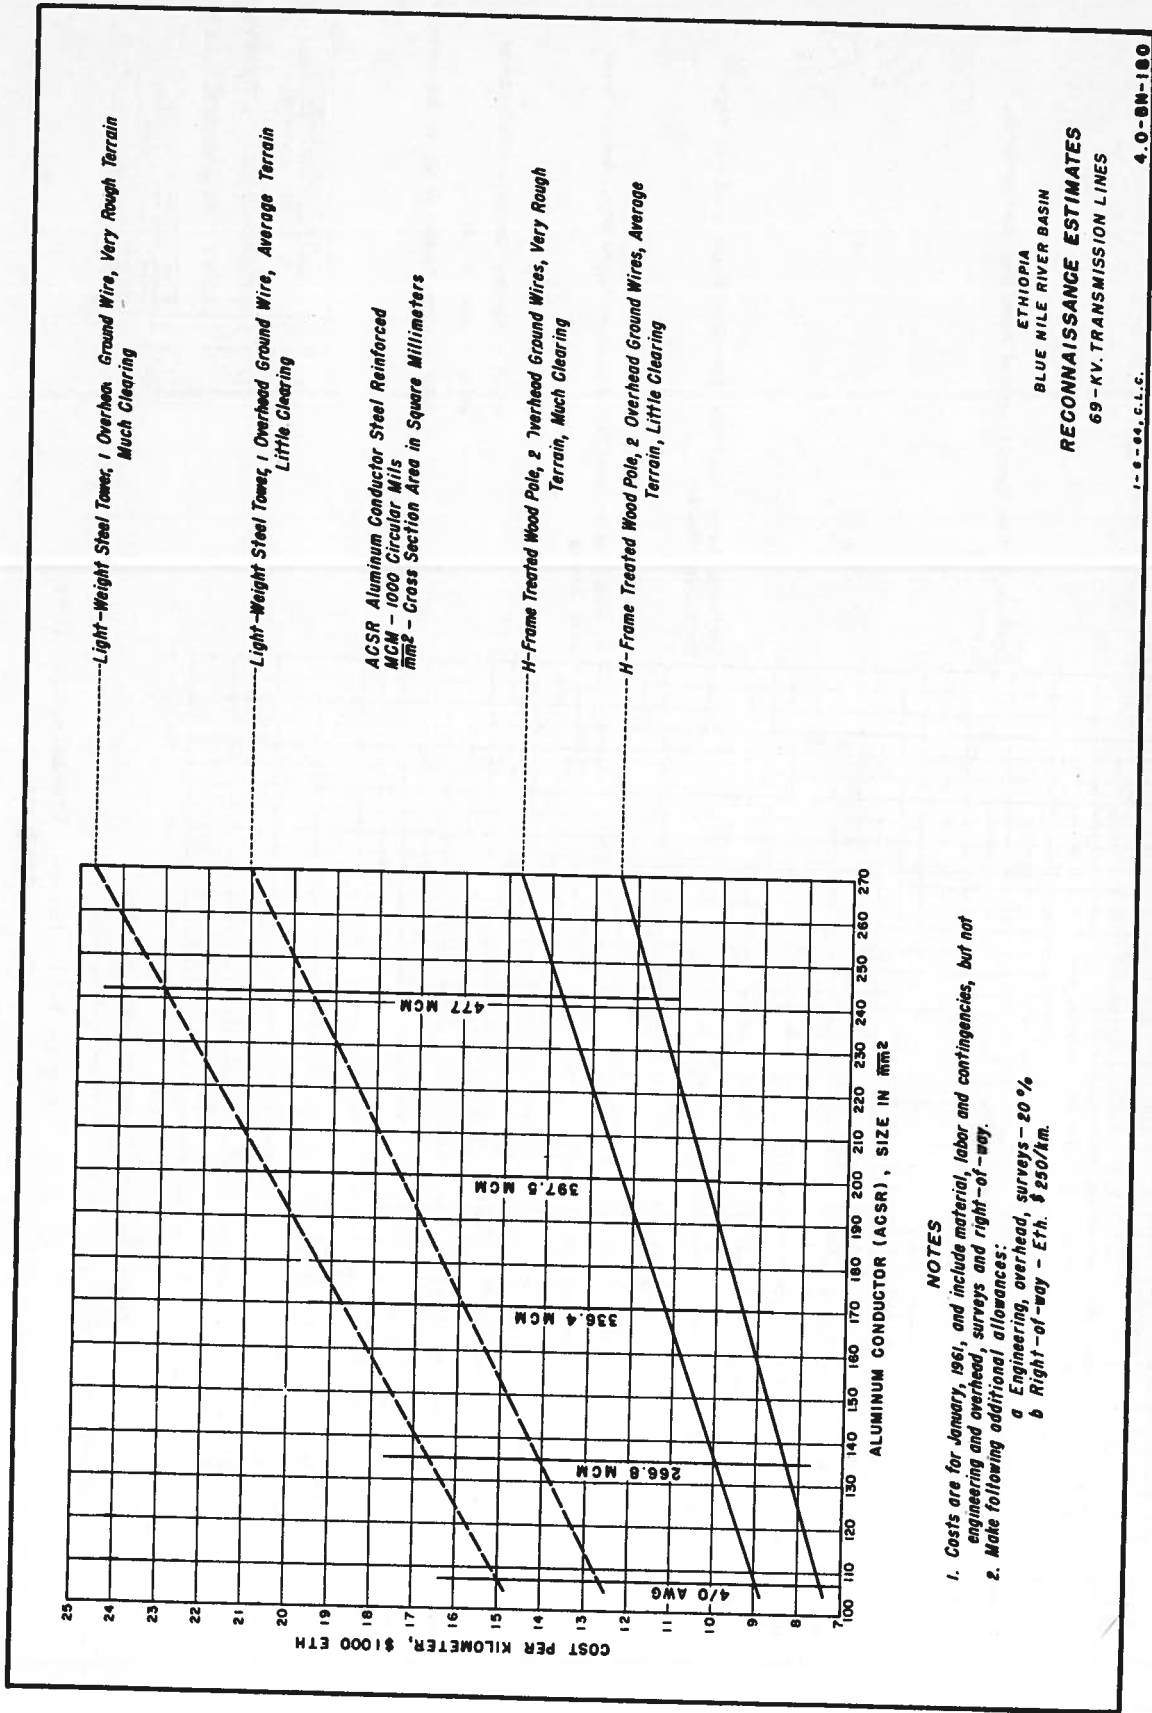 Light-Weight Steel Tower, 1 Overhea Ground Wire, Very Rough Terrain
Much Clearing
Light-Weight Steel Tower, 1 Overhead Ground Wire, Average Terrain
Little Clearing
ACSR Aluminum Conductor Steel Reinforced
MCM - 1000 Circular Mils
mm2 - Cross Section Area in Square Millimeters
H-Frame Treated Wood Pole, 2 Overhead Ground Wires, Very Rough
Terrain, Much Clearing
H-Frame Treated Wood Pole, 2 Overhead Ground Wires, Average
Terrain, Little Clearing
COST PER KILOMETER, $1000 ETH
25
24
23
22
21
20
19
18
17
16
15
14
13
12
11
10
9
8
7
4/0 AWG
266.8 MCM
336.4 MCM
397.5 MCM
477 MCM
100 110 120 130 140 150 160 170 180 190 200 210 220 230 240 250 260 270
ALUMINUM CONDUCTOR (ACSR), SIZE IN mm2
NOTES
1. Costs are for January, 1961, and include material, labor and contingencies, but not
engineering and overhead, surveys and right-of-way.
2. Make following additional allowances:
a Engineering, overhead, surveys - 20 %
b Right-of-way - Eth. $ 250/km.
ETHIOPIA
BLUE NILE RIVER BASIN
RECONNAISSANCE ESTIMATES
69-KV. TRANSMISSION LINES
1-6-64, C.L.C.
4.0-BN-180